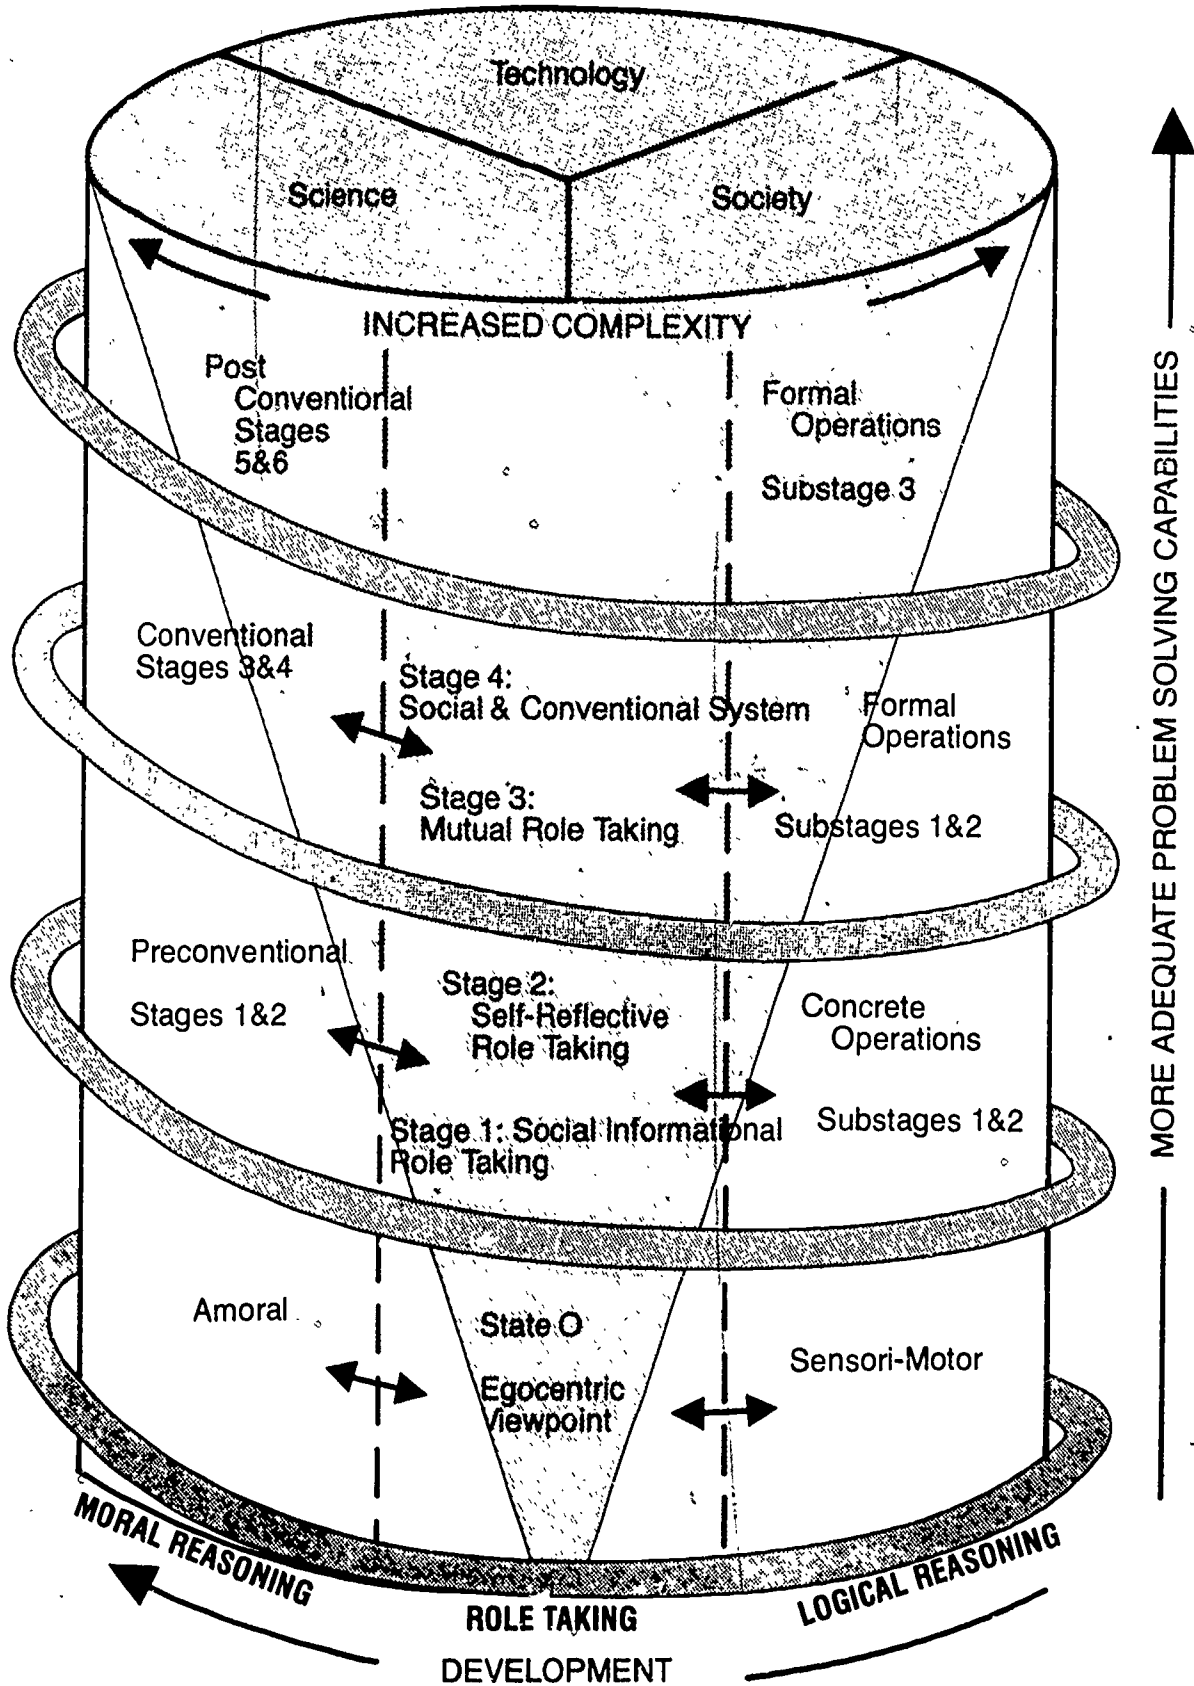 Technology
Science
Society
INCREASED COMPLEXITY
Post
Conventional
Stages
5&6
Formal
Operations
Substage 3
Conventional
Stages 3&4
Stage 4:
Social & Conventional System
Stage 3:
Mutual Role Taking
Formal
Operations
Substages 1&2
Preconventional
Stages 1&2
Stage 2:
Self-Reflective
Role Taking
Stage 1: Social Informational
Role Taking
Concrete
Operations
Substages 1&2
Amoral
State O
Egocentric
Viewpoint
Sensori-Motor
MORAL REASONING
ROLE TAKING
LOGICAL REASONING
DEVELOPMENT
MORE ADEQUATE PROBLEM SOLVING CAPABILITIES